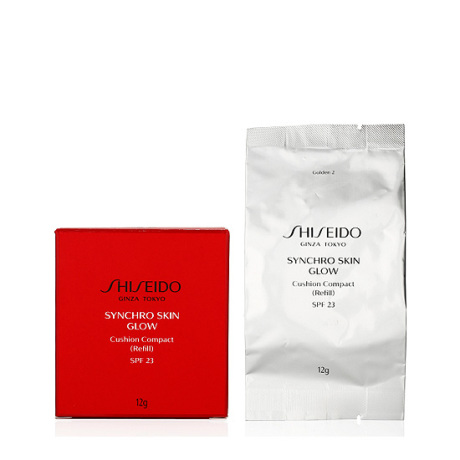 SHISEIDO
GINZA TOKYO
SYNCHRO SKIN
GLOW
Cushion Compact
(Refill)
SPF 23
12g
Golden 2
SHISEIDO
GINZA TOKYO
SYNCHRO SKIN
GLOW
Cushion Compact
(Refill)
SPF 23
12g